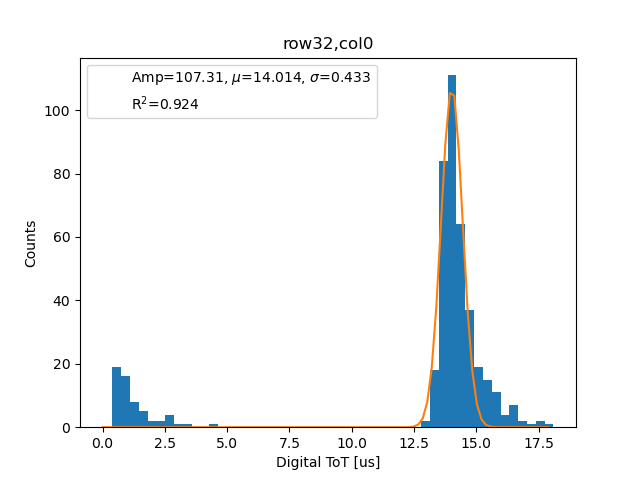 row32,col0
Amp=107.31, μ=14.014, σ=0.433
R²=0.924
Counts
100
80
60
40
20
0
0.0 2.5 5.0 7.5 10.0 12.5 15.0 17.5
Digital ToT [us]